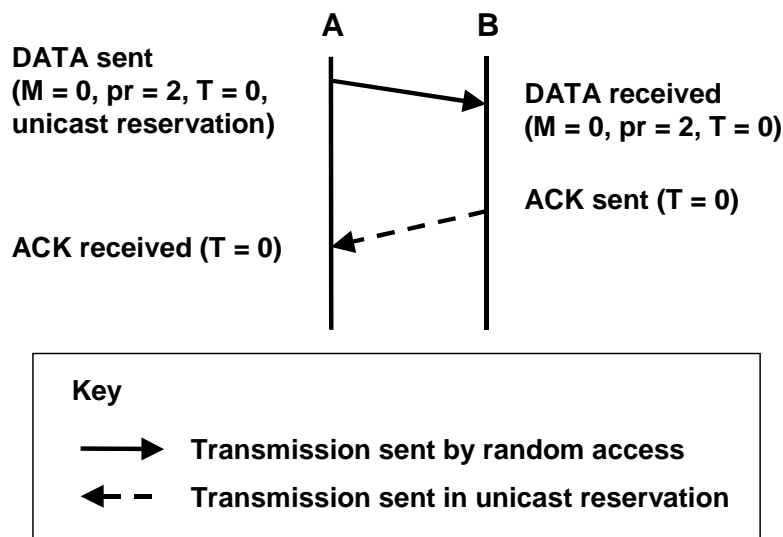 A
B
DATA sent
(M = 0, pr = 2, T = 0,
unicast reservation)
DATA received
(M = 0, pr = 2, T = 0)
ACK sent (T = 0)
ACK received (T = 0)
Key
Transmission sent by random access
Transmission sent in unicast reservation